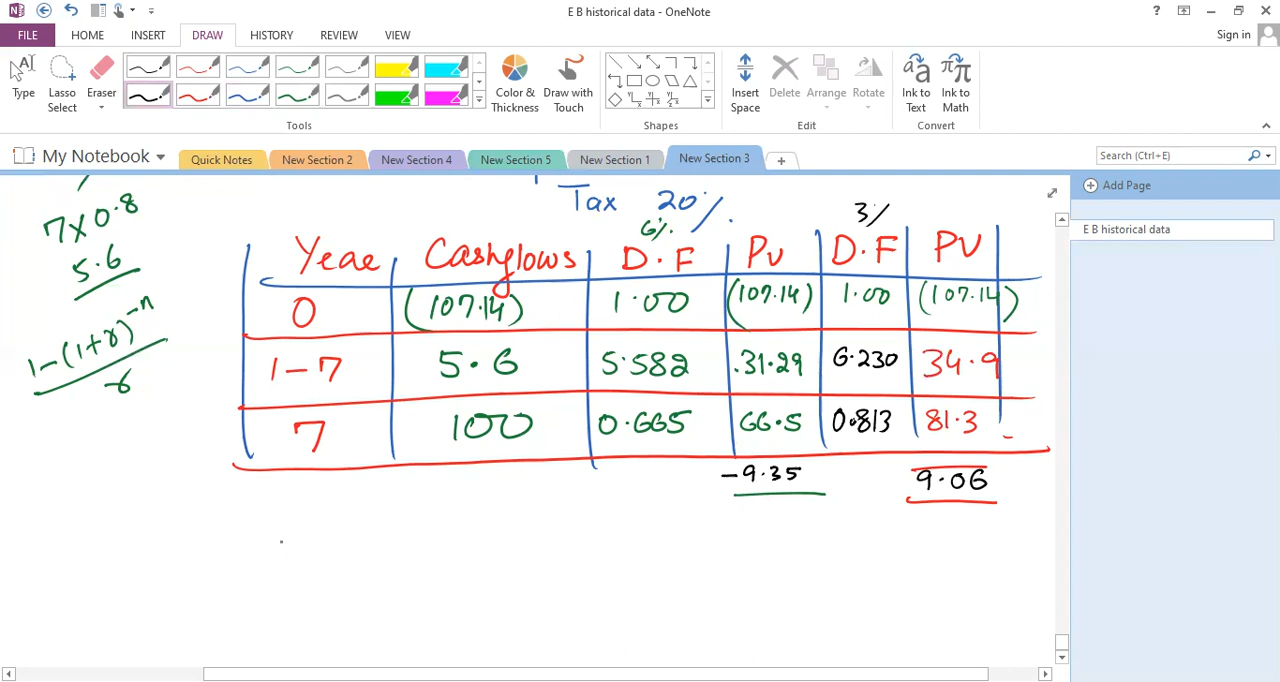 E B historical data - OneNote
FILE HOME INSERT DRAW HISTORY REVIEW VIEW
Sign in
Type Lasso Select Eraser
Color & Thickness Draw with Touch
Insert Space Delete Arrange Rotate
Ink to Text Ink to Math
Tools Shapes Edit Convert
My Notebook Quick Notes New Section 2 New Section 4 New Section 5 New Section 1 New Section 3
Search (Ctrl+E)
Add Page
E B historical data
Tax 20%.
7x0.8
5.6
1-(1+r)^-n
6% 3%
Yeae Cashglows D.F PV D.F PV
0 (107.14) 1.00 (107.14) 1.00 (107.14)
1-7 5.6 5.582 .31.29 6.230 34.9
7 100 0.665 66.5 0.813 81.3
-9.35 9.06